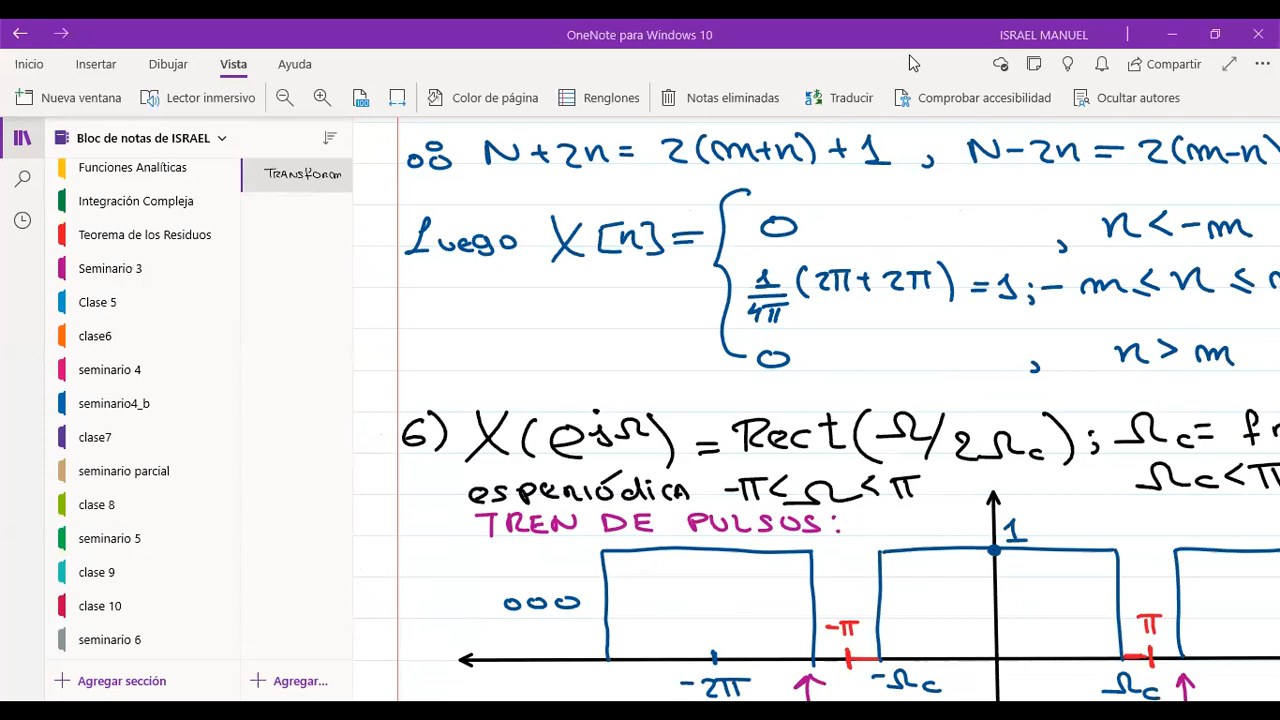 OneNote para Windows 10
ISRAEL MANUEL
Inicio Insertar Dibujar Vista Ayuda
Compartir
Nueva ventana Lector inmersivo 100 Color de página Renglones Notas eliminadas Traducir Comprobar accesibilidad Ocultar autores
Bloc de notas de ISRAEL
Funciones Analíticas
Integración Compleja
Teorema de los Residuos
Seminario 3
Clase 5
clase6
seminario 4
seminario4_b
clase7
seminario parcial
clase 8
seminario 5
clase 9
clase 10
seminario 6
Agregar sección
TRANSFORM
Agregar...
N+2n = 2(m+n)+1 , N-2n = 2(m-n)
Luego X[n] = { 0 , n < -m
1/4π (2π+2π) = 1 ; -m ≤ n ≤
0 , n > m
6) X(e^jΩ) = Rect(Ω/2Ωc); Ωc = f
es periódica -π<Ω<π Ωc<π
TREN DE PULSOS:
1
ooo
-π π
-2π -Ωc Ωc